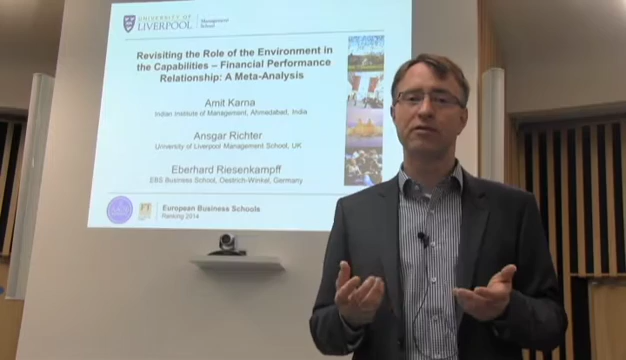 UNIVERSITY OF
LIVERPOOL
Management
School
Revisiting the Role of the Environment in
the Capabilities – Financial Performance
Relationship: A Meta-Analysis
Amit Karna
Indian Institute of Management, Ahmedabad, India
Ansgar Richter
University of Liverpool Management School, UK
Eberhard Riesenkampff
EBS Business School, Oestrich-Winkel, Germany
European Business Schools
Ranking 2014